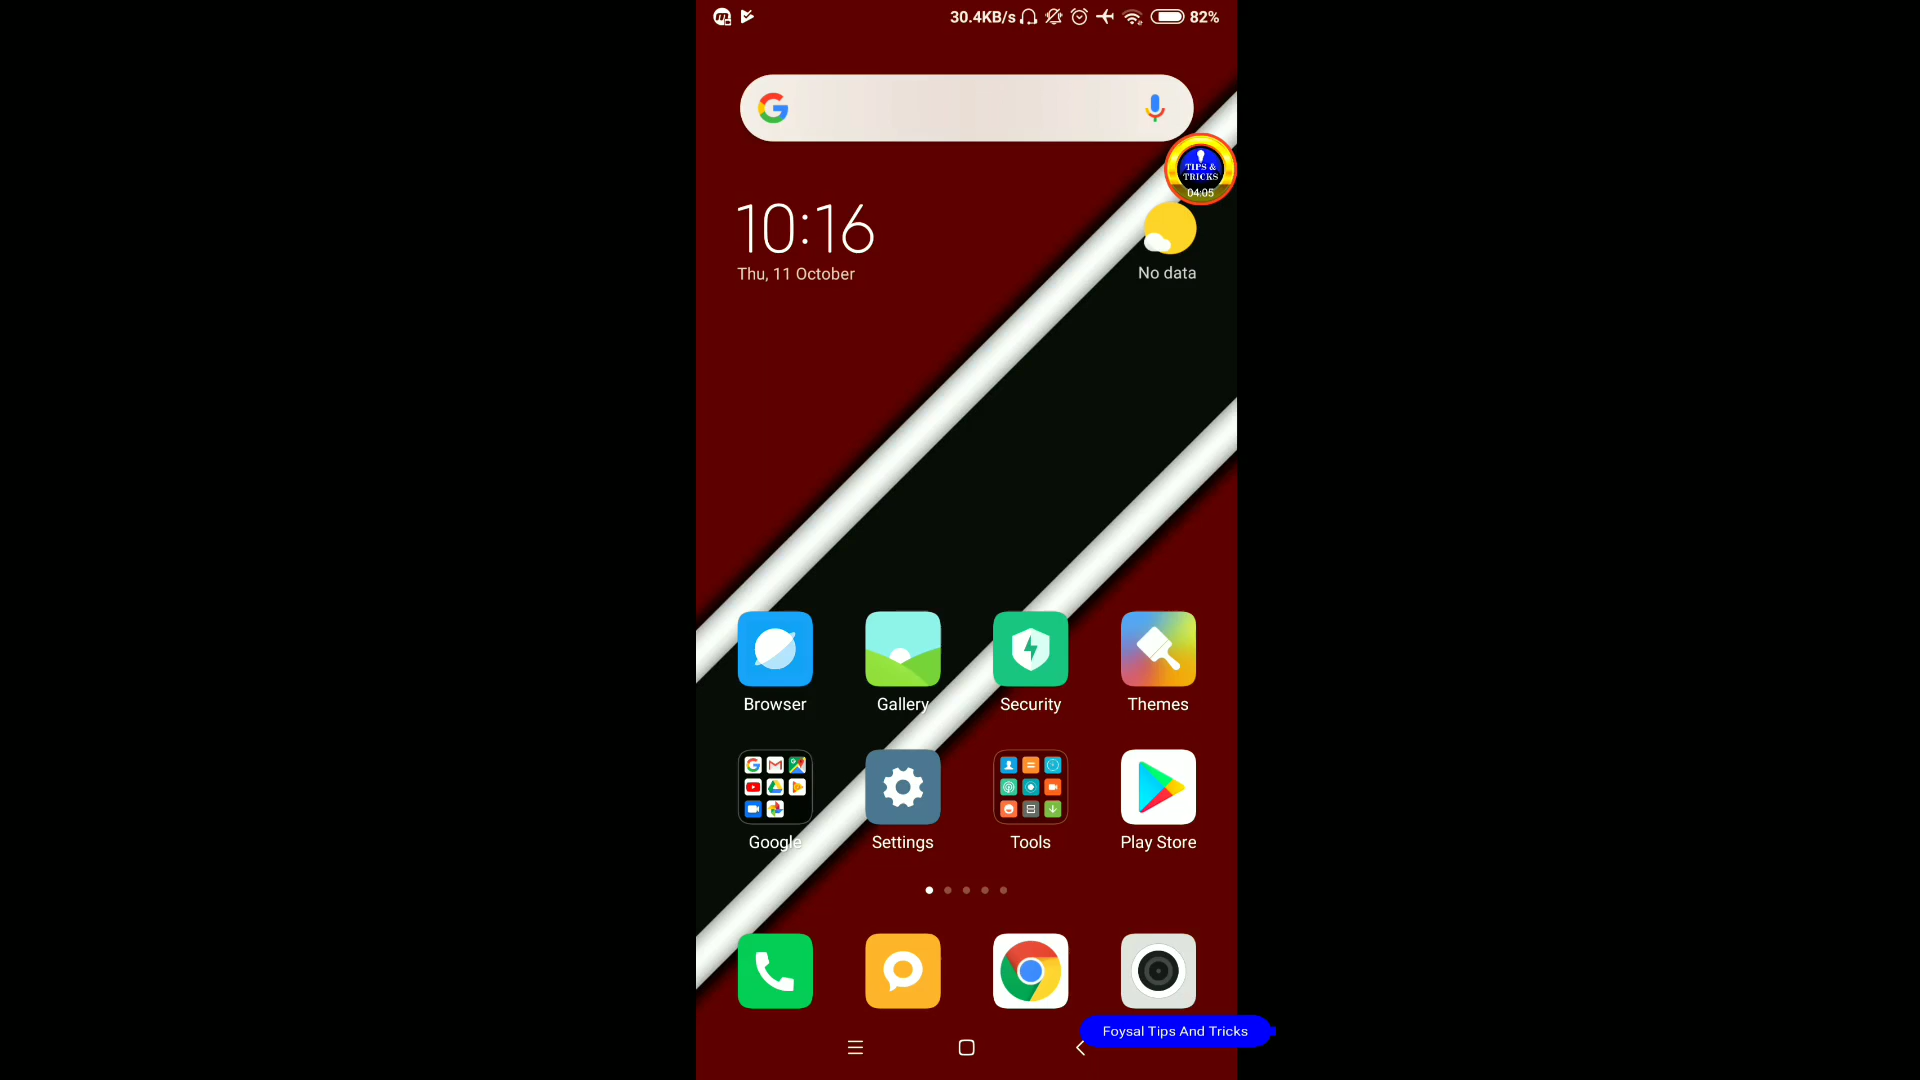 30.4KB/s 82%
TIPS &
TRICKS
04:05
10:16
Thu, 11 October
No data
Browser Gallery Security Themes
Google Settings Tools Play Store
Foysal Tips And Tricks